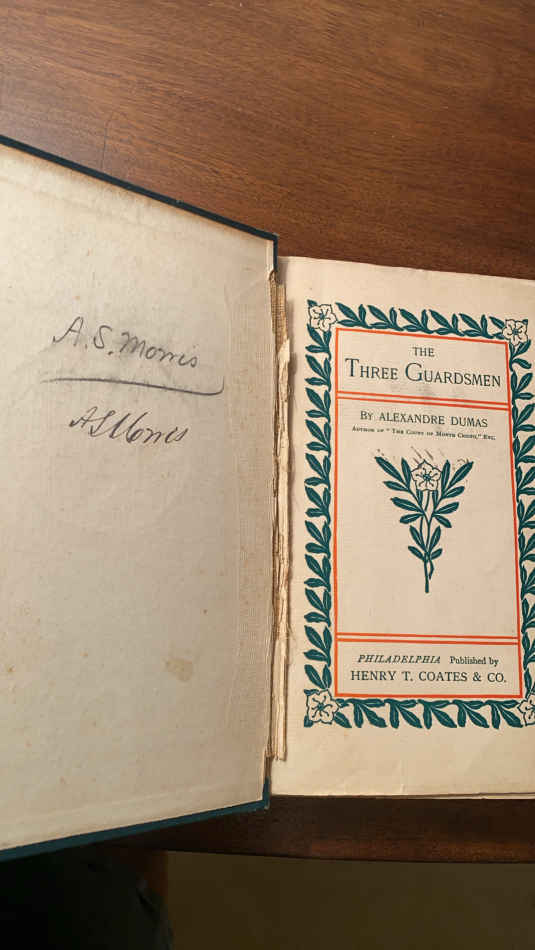 A.S. Morris
A S Morris
THE
THREE GUARDSMEN
BY ALEXANDRE DUMAS
AUTHOR OF "THE COUNT OF MONTE CRISTO," ETC.
PHILADELPHIA Published by
HENRY T. COATES & CO.